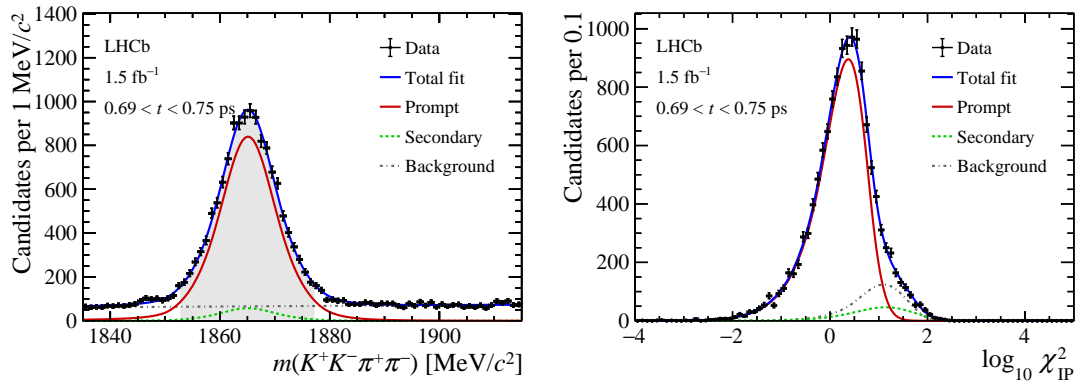 Candidates per 1 MeV/c²
1400
1200
1000
800
600
400
200
0
LHCb
1.5 fb⁻¹
0.69 < t < 0.75 ps
Data
Total fit
Prompt
Secondary
Background
1840 1860 1880 1900
m(K⁺K⁻π⁺π⁻) [MeV/c²]
Candidates per 0.1
1000
800
600
400
200
0
LHCb
1.5 fb⁻¹
0.69 < t < 0.75 ps
Data
Total fit
Prompt
Secondary
Background
−4 −2 0 2 4
log₁₀ χ²_IP